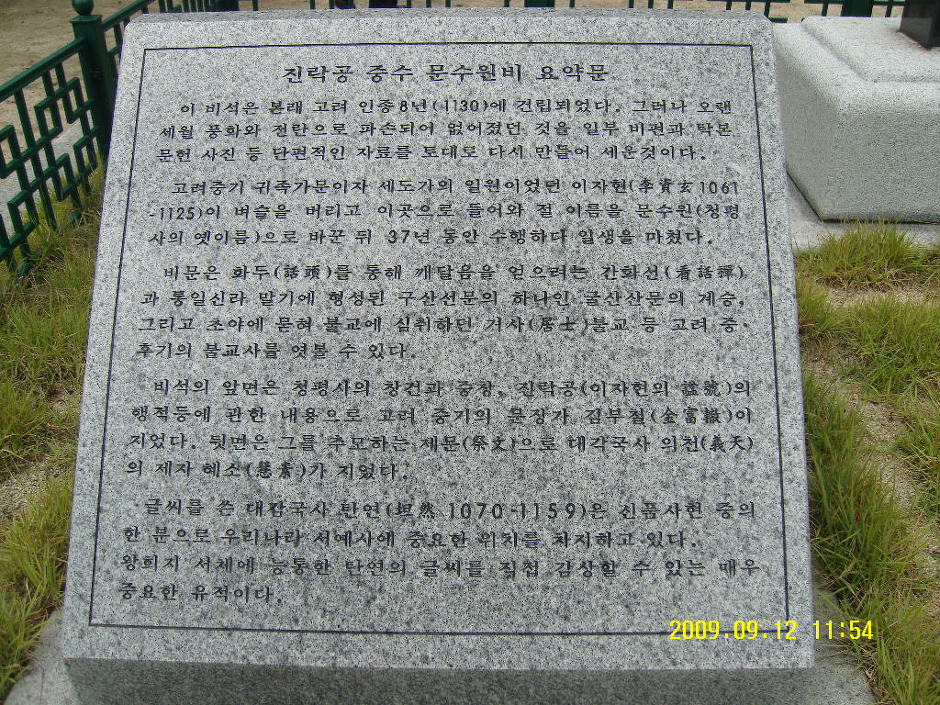 진락공 중수 문수원비 요약문
이 비석은 본래 고려 인종8년(1130)에 건립되었다. 그러나 오랜
세월 풍화와 전란으로 파손되어 없어졌던 것을 일부 비편과 탁본
문헌 사진 등 단편적인 자료를 토대로 다시 만들어 세운것이다.
고려중기 귀족가문이자 세도가의 일원이었던 이자현(李資玄1061
-1125)이 벼슬을 버리고 이곳으로 들어와 절 이름을 문수원(청평
사의 옛이름)으로 바꾼 뒤 37년 동안 수행하다 일생을 마쳤다.
비문은 화두(話頭)를 통해 깨달음을 얻으려는 간화선(看話禪)
과 통일신라 말기에 형성된 구산선문의 하나인 굴산산문의 계승,
그리고 초야에 묻혀 불교에 심취하던 거사(居士)불교 등 고려 중·
후기의 불교사를 엿볼 수 있다.
비석의 앞면은 청평사의 창건과 중창, 진락공(이자현의 諡號)의
행적등에 관한 내용으로 고려 중기의 문장가 김부철(金富轍)이
지었다. 뒷면은 그를 추모하는 제문(祭文)으로 대각국사 의천(義天)
의 제자 혜소(慧素)가 지었다.
글씨를 쓴 대감국사 탄연(坦然 1070-1159)은 신품사현 중의
한 분으로 우리나라 서예사에 중요한 위치를 차지하고 있다.
왕희지 서체에 능통한 탄연의 글씨를 직접 감상할 수 있는 매우
중요한 유적이다.
2009.09.12 11:54